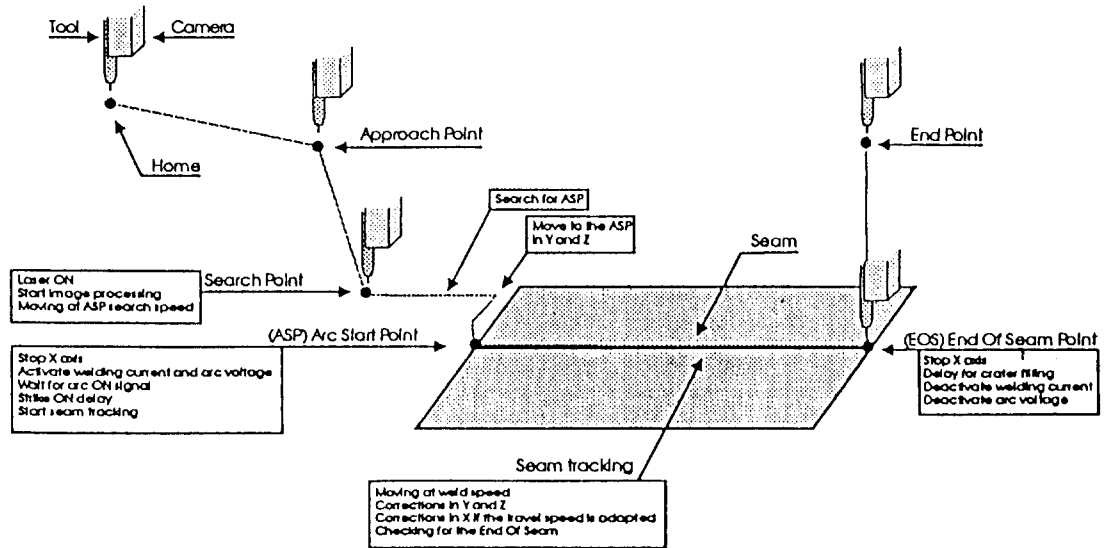 Tool
Camera
Approach Point
End Point
Home
Search for ASP
Move to the ASP
in Y and Z
Seam
Laser ON
Start image processing
Moving at ASP search speed
Search Point
(ASP) Arc Start Point
(EOS) End Of Seam Point
Stop X axis
Activate welding current and arc voltage
Wait for arc ON signal
Strike ON delay
Start seam tracking
Stop X axis
Delay for crater filling
Deactivate welding current
Deactivate arc voltage
Seam tracking
Moving at weld speed
Corrections in Y and Z
Corrections in X if the travel speed is adapted
Checking for the End Of Seam